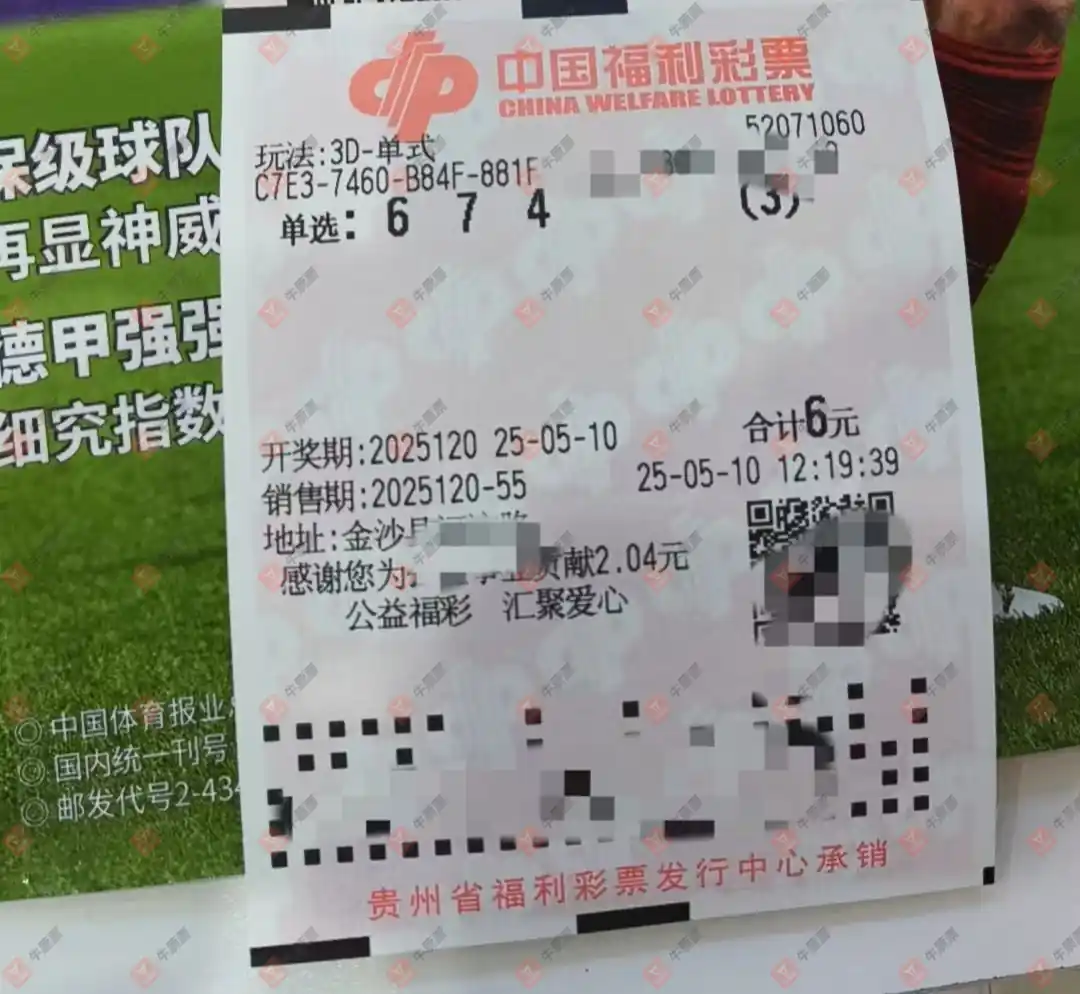 中国福利彩票
CHINA WELFARE LOTTERY
52071060
玩法:3D-单式
C7E3-7460-B84F-881F
单选: 6 7 4 (3)
合计6元
开奖期:2025120 25-05-10
销售期:2025120-55 25-05-10 12:19:39
地址:金沙县
感谢您为 贡献2.04元
公益福彩 汇聚爱心
贵州省福利彩票发行中心承销
保级球队
再显神威
德甲强强
细究指数
◎中国体育报业
◎国内统一刊号
◎邮发代号2-434
牛票票